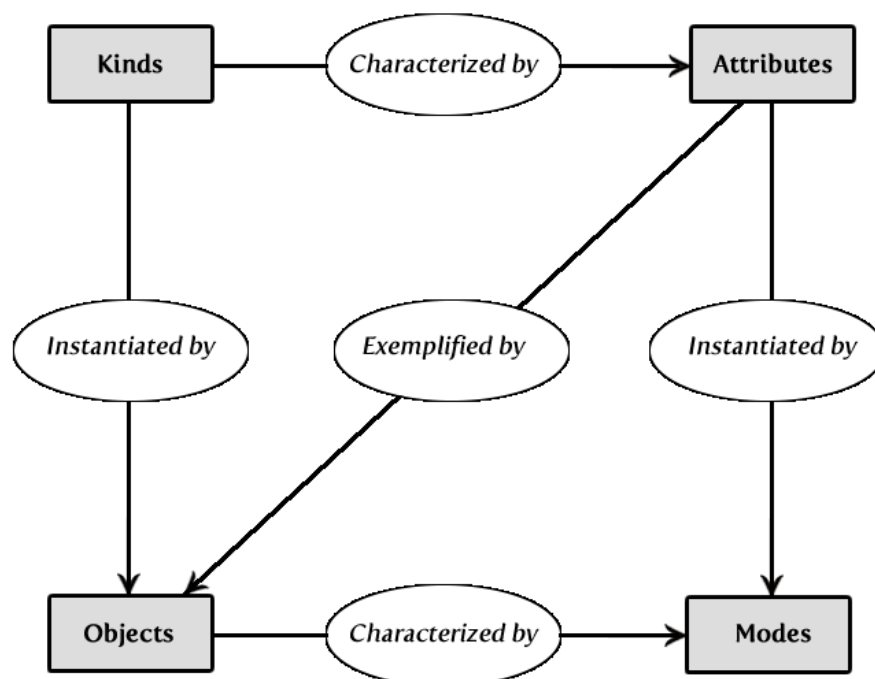 Kinds
Characterized by
Attributes
Instantiated by
Exemplified by
Instantiated by
Objects
Characterized by
Modes